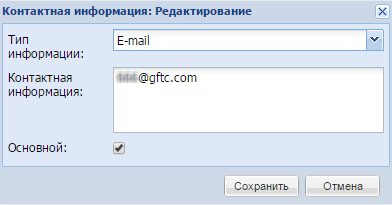 Контактная информация: Редактирование
Тип
информации:
E-mail
Контактная
информация:
@gftc.com
Основной:
Сохранить
Отмена